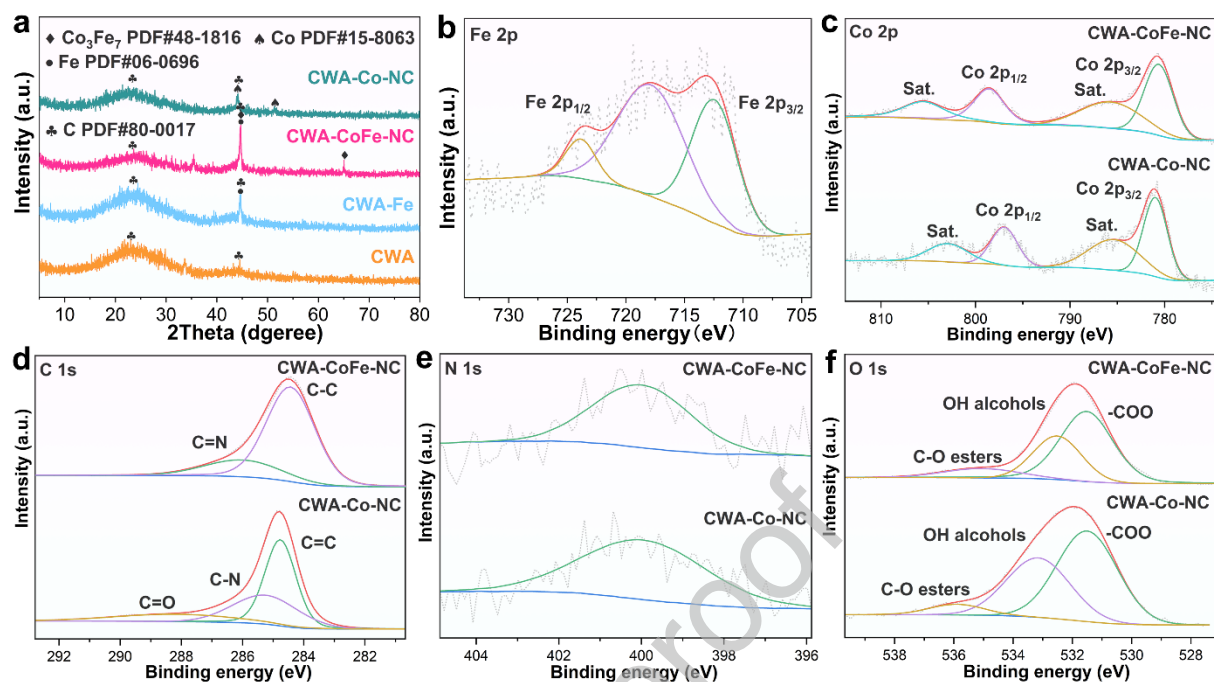 a
♦ Co3Fe7 PDF#48-1816 ♠ Co PDF#15-8063
● Fe PDF#06-0696
CWA-Co-NC
♣ C PDF#80-0017
CWA-CoFe-NC
CWA-Fe
CWA
Intensity (a.u.)
10 20 30 40 50 60 70 80
2Theta (dgeree)
b
Fe 2p
Fe 2p1/2
Fe 2p3/2
Intensity (a.u.)
730 725 720 715 710 705
Binding energy (eV)
c
Co 2p
CWA-CoFe-NC
Sat.
Co 2p1/2
Sat.
Co 2p3/2
CWA-Co-NC
Sat.
Co 2p1/2
Sat.
Co 2p3/2
Intensity (a.u.)
810 800 790 780
Binding energy (eV)
d
C 1s
CWA-CoFe-NC
C-C
C=N
CWA-Co-NC
C=C
C-N
C=O
Intensity (a.u.)
292 290 288 286 284 282
Binding energy (eV)
e
N 1s
CWA-CoFe-NC
CWA-Co-NC
Intensity (a.u.)
404 402 400 398 396
Binding energy (eV)
f
O 1s
CWA-CoFe-NC
OH alcohols
-COO
C-O esters
CWA-Co-NC
OH alcohols
-COO
C-O esters
Intensity (a.u.)
538 536 534 532 530 528
Binding energy (eV)
proof